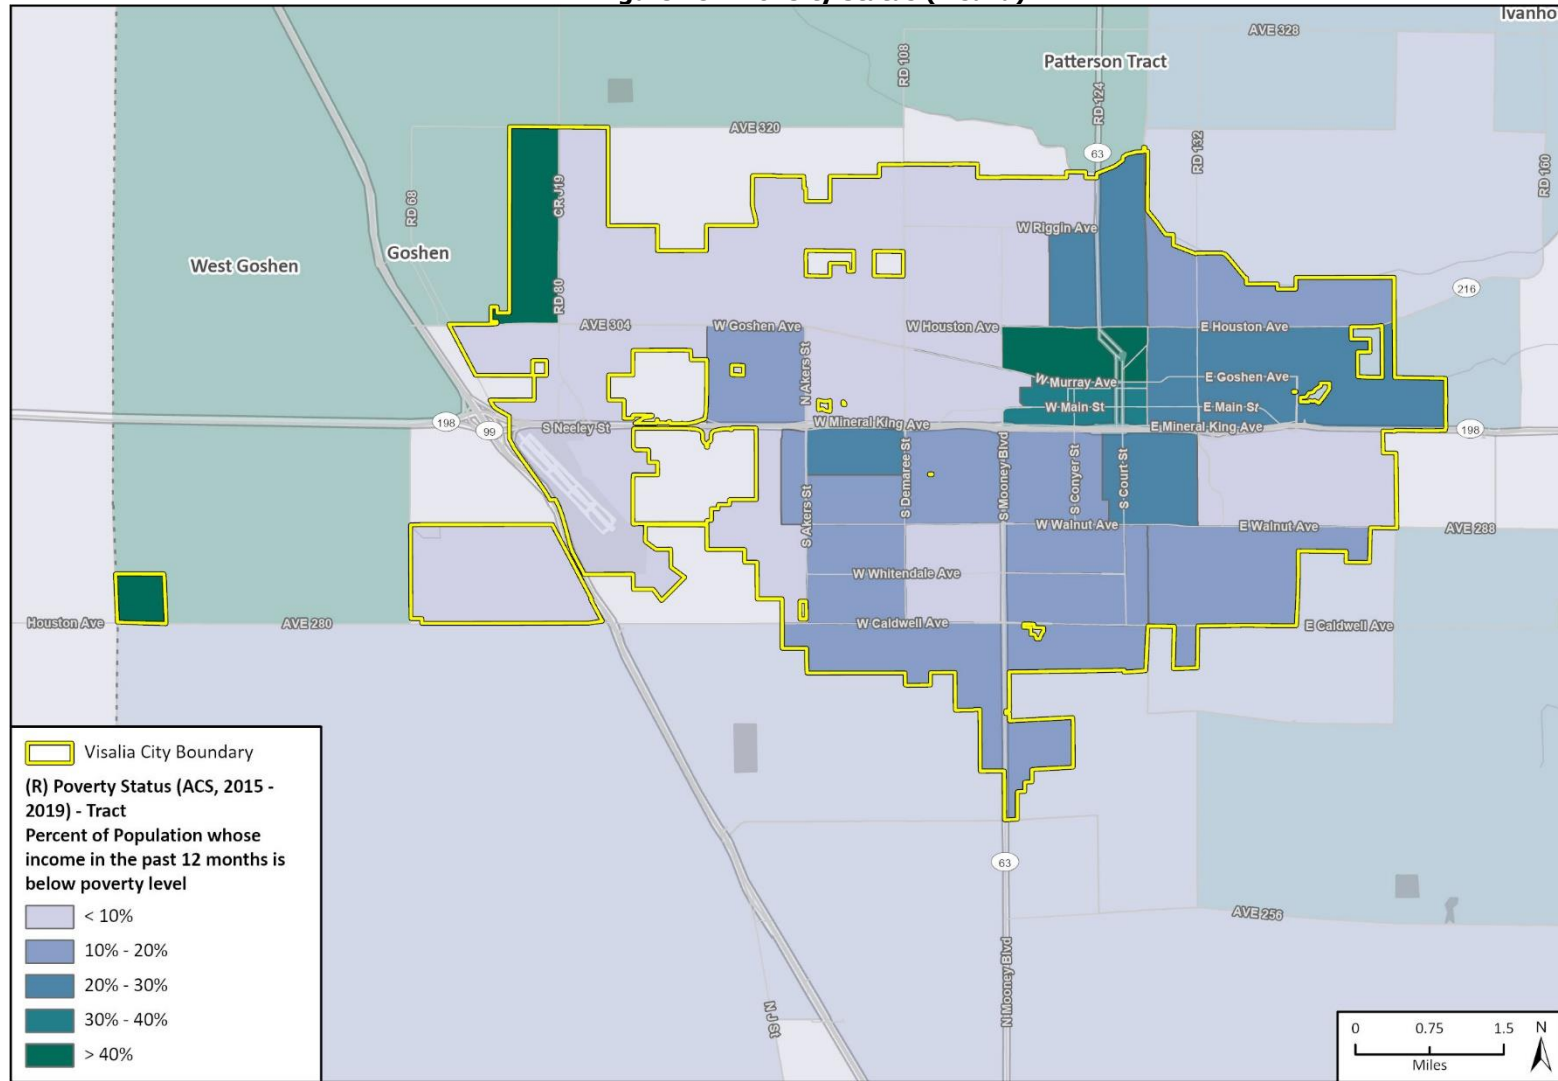 Ivanho
AVE 328
RD 108
Patterson Tract
RD 124
AVE 320
63
RD 132
RD 160
RD 68
CR J19
W Riggin Ave
Goshen
West Goshen
216
RD 80
AVE 304
W Goshen Ave
W Houston Ave
E Houston Ave
N Akers St
W Murray Ave
E Goshen Ave
W Main St
E Main St
198
99
S Neeley St
W Mineral King Ave
E Mineral King Ave
198
S Akers St
S Demaree St
S Mooney Blvd
S Conyer St
S Court St
W Walnut Ave
E Walnut Ave
AVE 288
W Whitendale Ave
Houston Ave
AVE 280
W Caldwell Ave
E Caldwell Ave
63
AVE 256
N Mooney Blvd
N J St
Visalia City Boundary
(R) Poverty Status (ACS, 2015 -
2019) - Tract
Percent of Population whose
income in the past 12 months is
below poverty level
< 10%
10% - 20%
20% - 30%
30% - 40%
> 40%
0 0.75 1.5 N
Miles